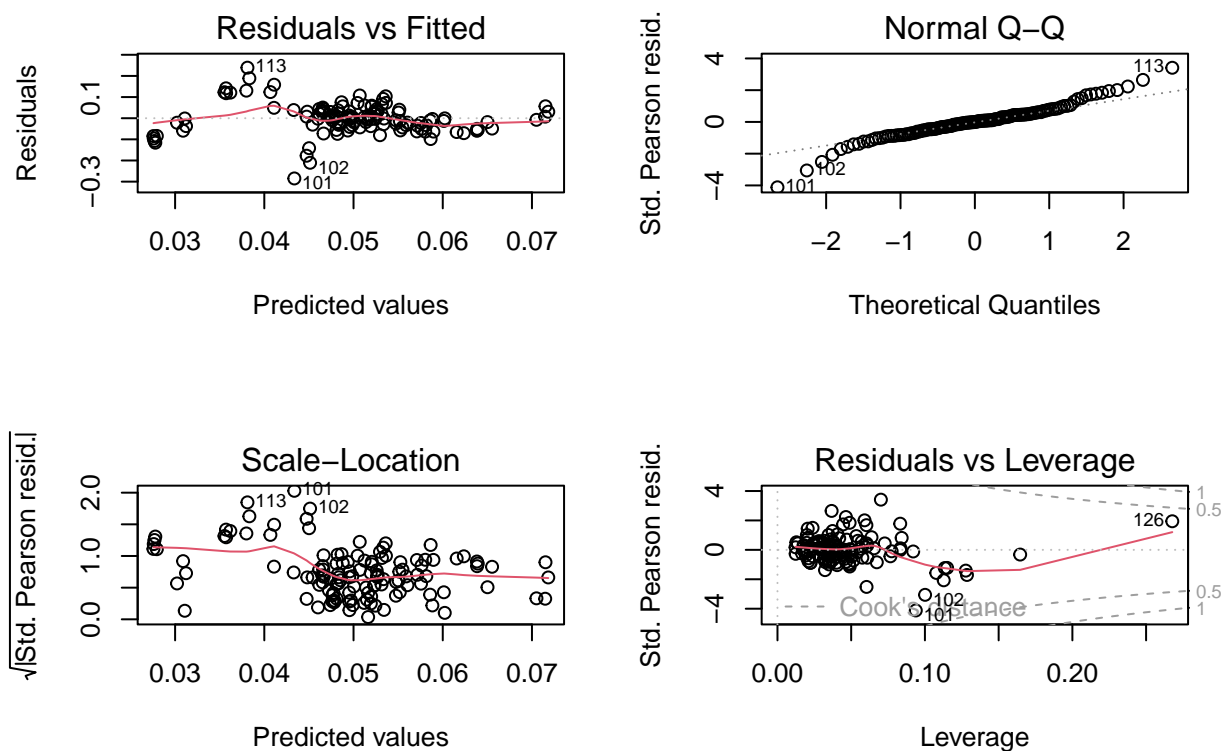 Residuals vs Fitted
Residuals
−0.3
0.1
113
102
101
0.03 0.04 0.05 0.06 0.07
Predicted values
Normal Q−Q
Std. Pearson resid.
−4
0
4
113
102
101
−2 −1 0 1 2
Theoretical Quantiles
Scale−Location
√|Std. Pearson resid.|
0.0
1.0
2.0
101
113
102
0.03 0.04 0.05 0.06 0.07
Predicted values
Residuals vs Leverage
Std. Pearson resid.
−4
0
4
1
0.5
126
0.5
1
102
Cook's distance
101
0.00 0.10 0.20
Leverage